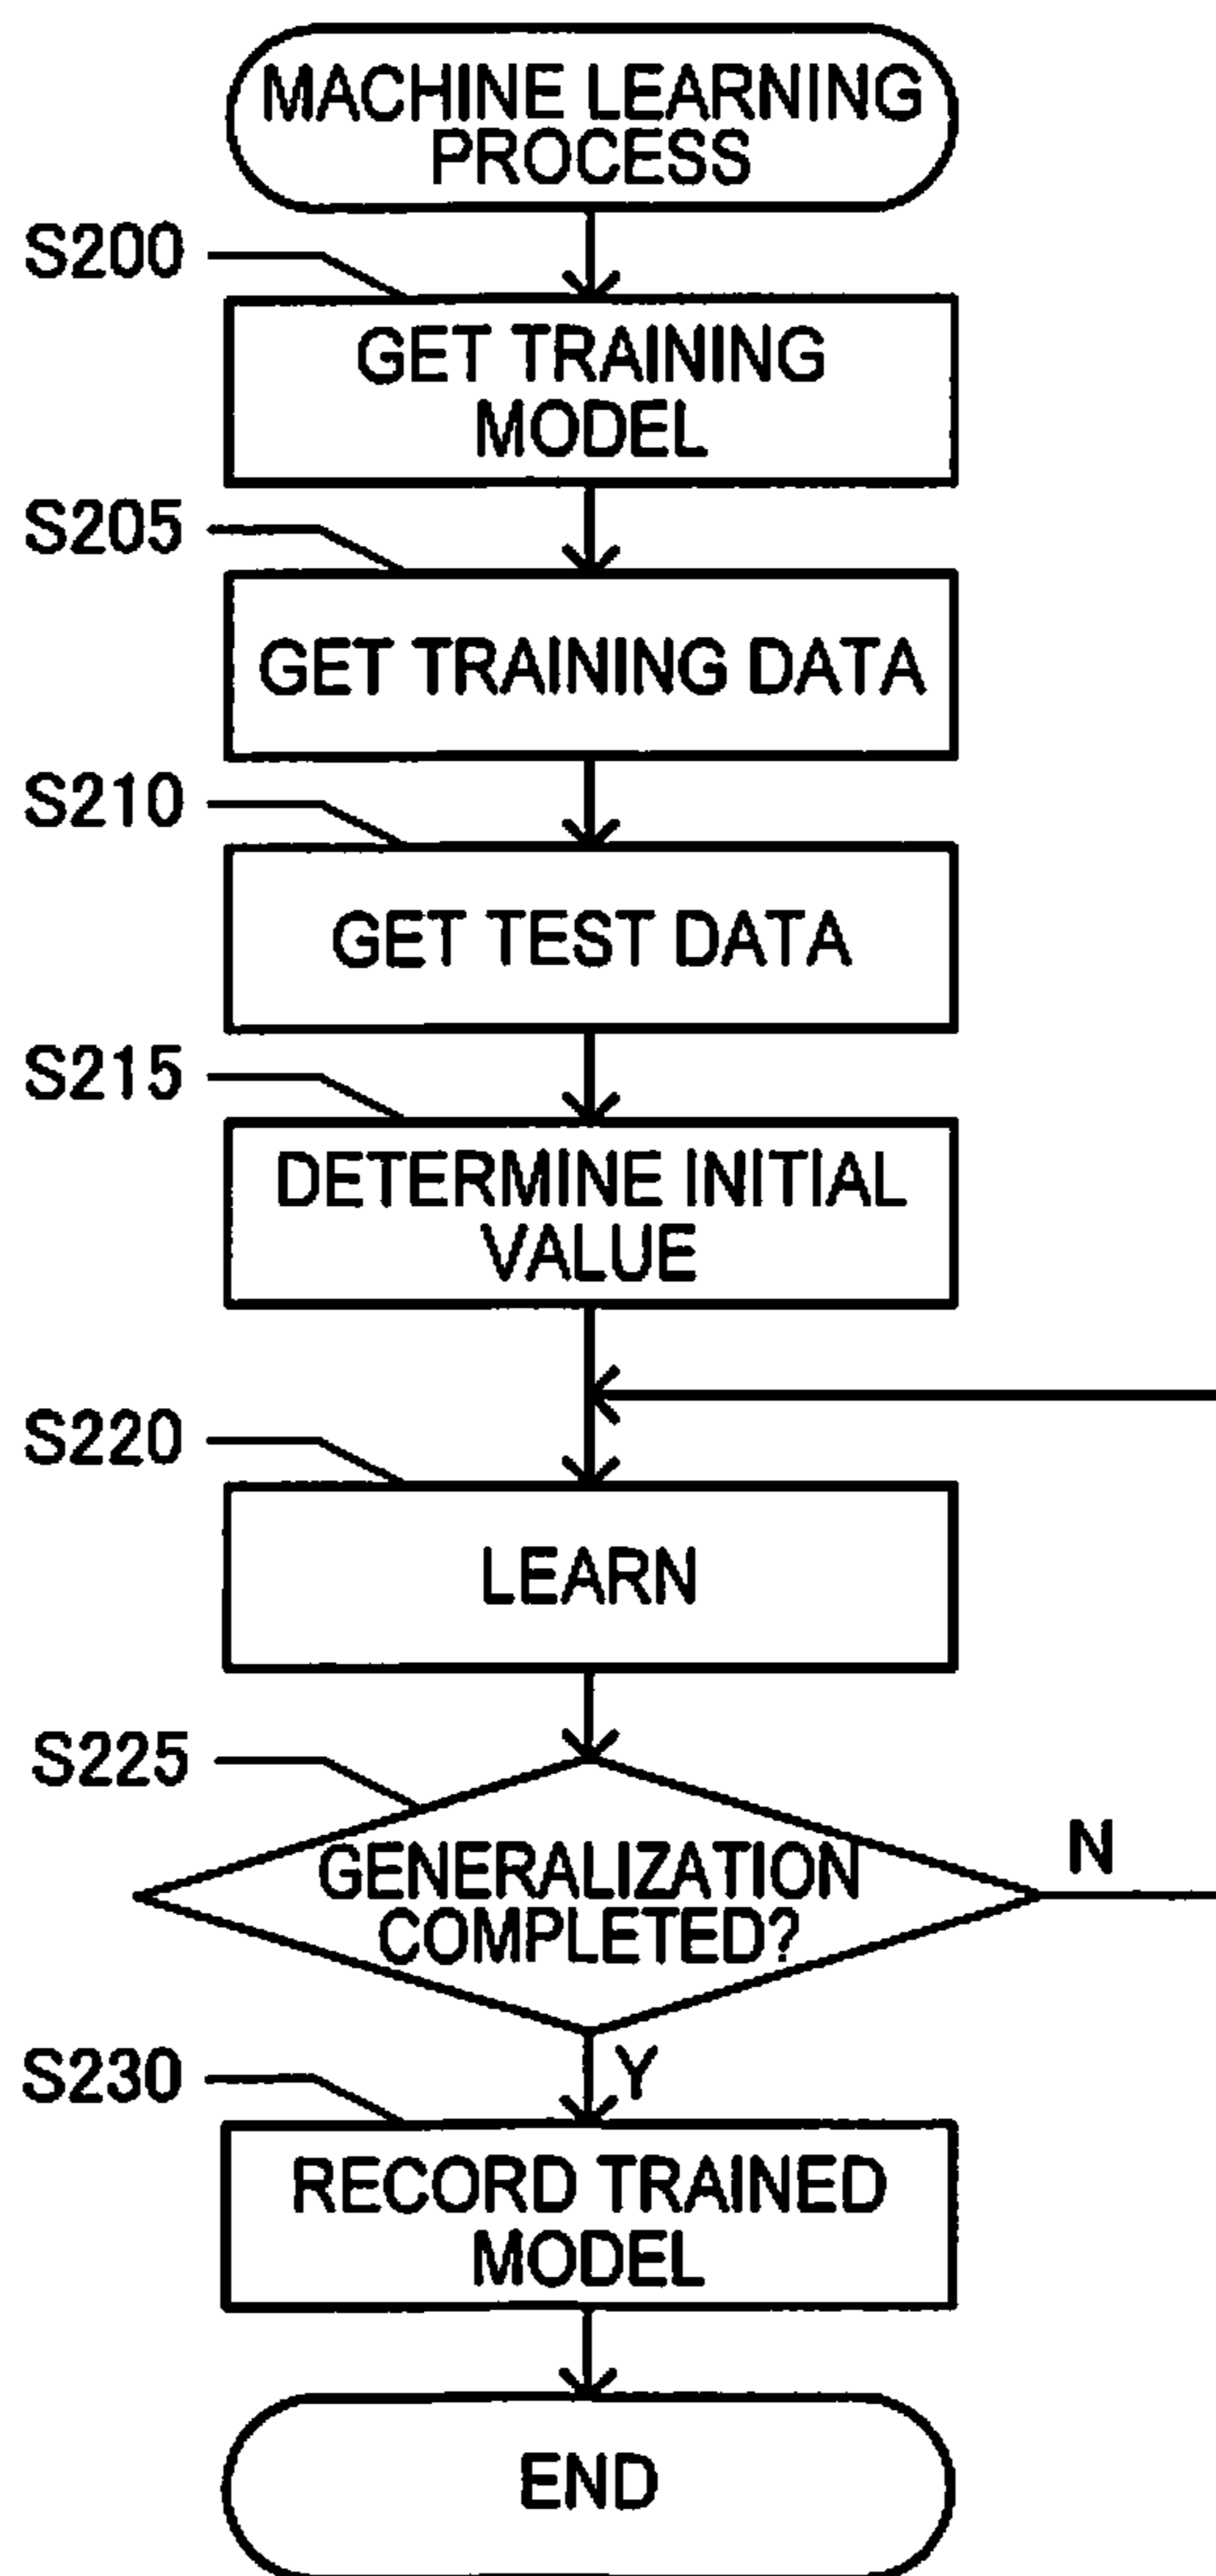 MACHINE LEARNING
PROCESS
S200
GET TRAINING
MODEL
S205
GET TRAINING DATA
S210
GET TEST DATA
S215
DETERMINE INITIAL
VALUE
S220
LEARN
S225
GENERALIZATION
COMPLETED?
N
Y
S230
RECORD TRAINED
MODEL
END